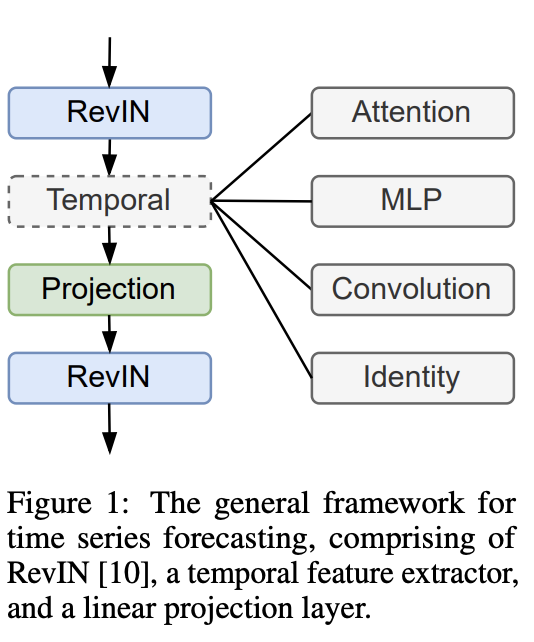 RevIN
Attention
Temporal
MLP
Projection
Convolution
RevIN
Identity
Figure 1: The general framework for
time series forecasting, comprising of
RevIN [10], a temporal feature extractor,
and a linear projection layer.